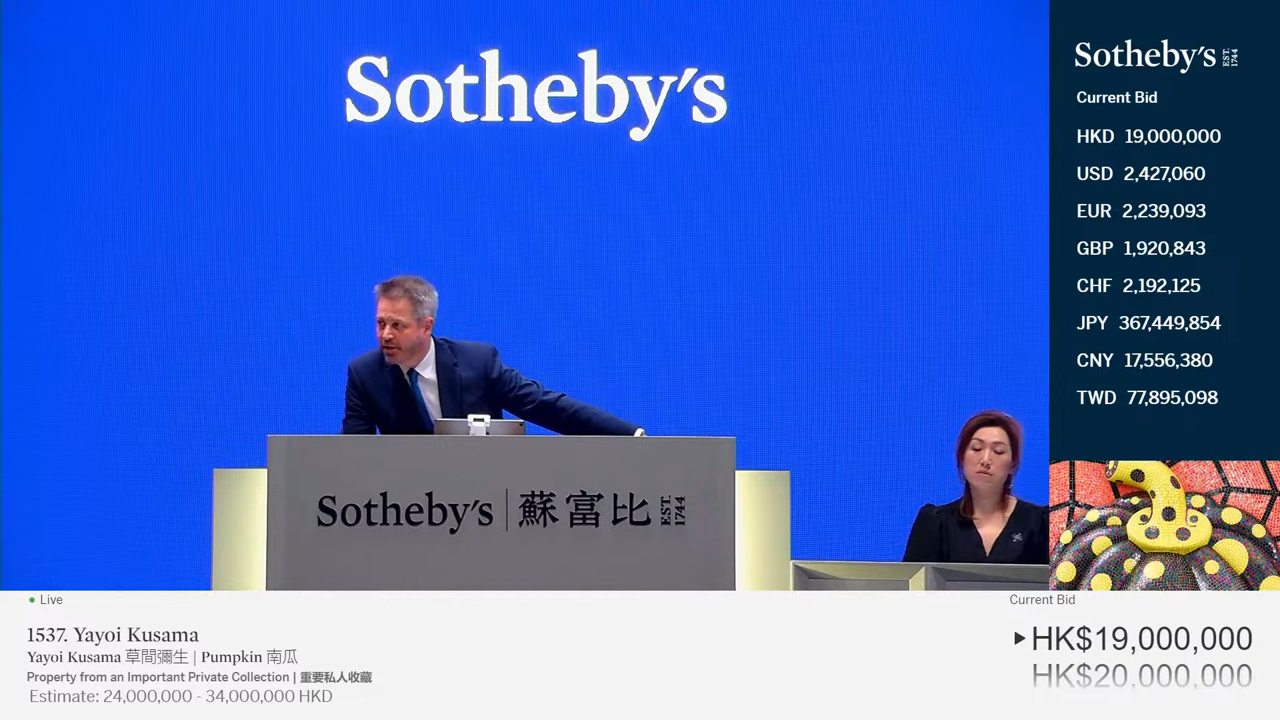 Sotheby's
Sotheby's | 蘇富比 EST. 1744
Sotheby's EST. 1744
Current Bid
HKD 19,000,000
USD 2,427,060
EUR 2,239,093
GBP 1,920,843
CHF 2,192,125
JPY 367,449,854
CNY 17,556,380
TWD 77,895,098
Live
1537. Yayoi Kusama
Yayoi Kusama 草間彌生 | Pumpkin 南瓜
Property from an Important Private Collection | 重要私人收藏
Estimate: 24,000,000 - 34,000,000 HKD
Current Bid
HK$19,000,000
HK$20,000,000